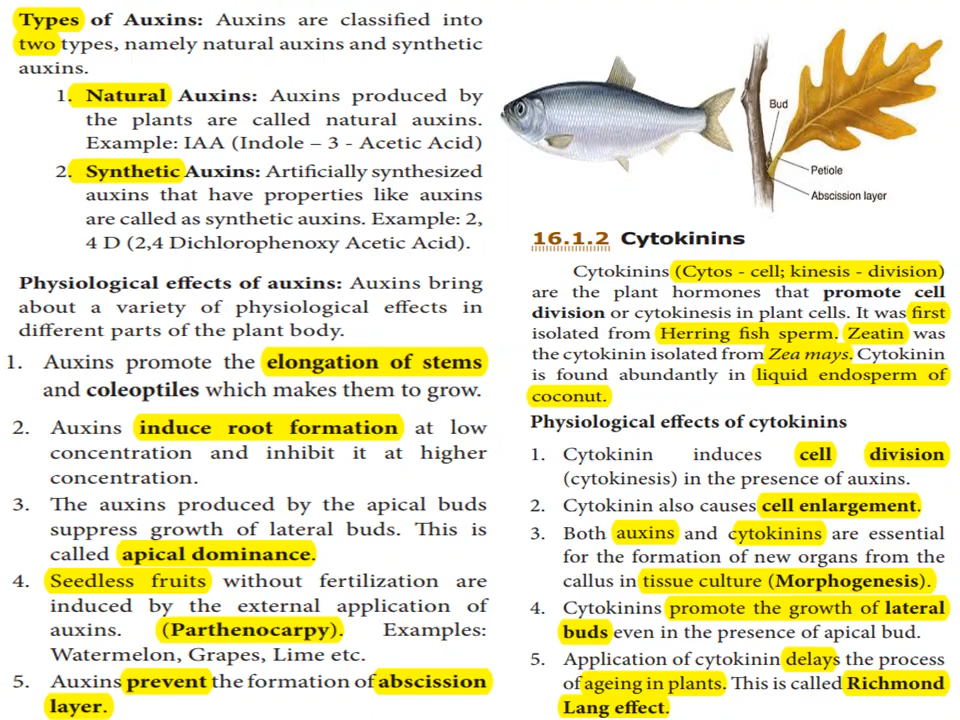 Types of Auxins: Auxins are classified into
two types, namely natural auxins and synthetic
auxins.
1. Natural Auxins: Auxins produced by
the plants are called natural auxins.
Example: IAA (Indole – 3 - Acetic Acid)
2. Synthetic Auxins: Artificially synthesized
auxins that have properties like auxins
are called as synthetic auxins. Example: 2,
4 D (2,4 Dichlorophenoxy Acetic Acid).
Physiological effects of auxins: Auxins bring
about a variety of physiological effects in
different parts of the plant body.
1. Auxins promote the elongation of stems
and coleoptiles which makes them to grow.
2. Auxins induce root formation at low
concentration and inhibit it at higher
concentration.
3. The auxins produced by the apical buds
suppress growth of lateral buds. This is
called apical dominance.
4. Seedless fruits without fertilization are
induced by the external application of
auxins. (Parthenocarpy). Examples:
Watermelon, Grapes, Lime etc.
5. Auxins prevent the formation of abscission
layer.
Bud
Petiole
Abscission layer
16.1.2 Cytokinins
Cytokinins (Cytos - cell; kinesis - division)
are the plant hormones that promote cell
division or cytokinesis in plant cells. It was first
isolated from Herring fish sperm. Zeatin was
the cytokinin isolated from Zea mays. Cytokinin
is found abundantly in liquid endosperm of
coconut.
Physiological effects of cytokinins
1. Cytokinin induces cell division
(cytokinesis) in the presence of auxins.
2. Cytokinin also causes cell enlargement.
3. Both auxins and cytokinins are essential
for the formation of new organs from the
callus in tissue culture (Morphogenesis).
4. Cytokinins promote the growth of lateral
buds even in the presence of apical bud.
5. Application of cytokinin delays the process
of ageing in plants. This is called Richmond
Lang effect.